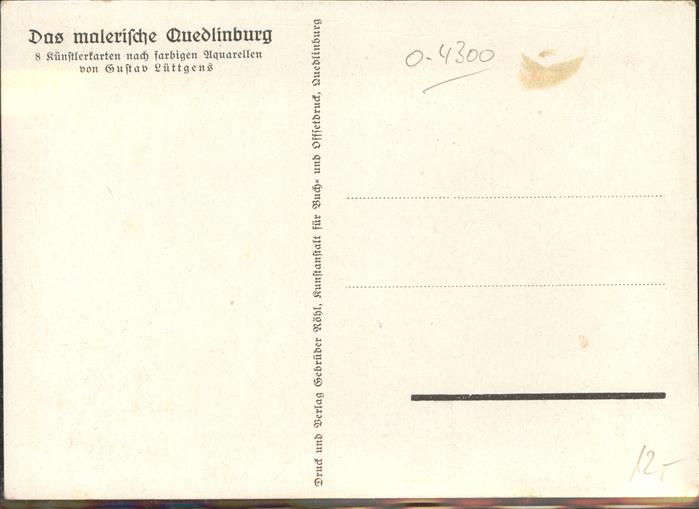 Das malerische Quedlinburg
8 Künstlerkarten nach farbigen Aquarellen
von Gustav Lüttgens
Druck und Verlag Gebrüder Röhl, Kunstanstalt für Buch= und Offsetdruck, Quedlinburg
O-4300
12,-